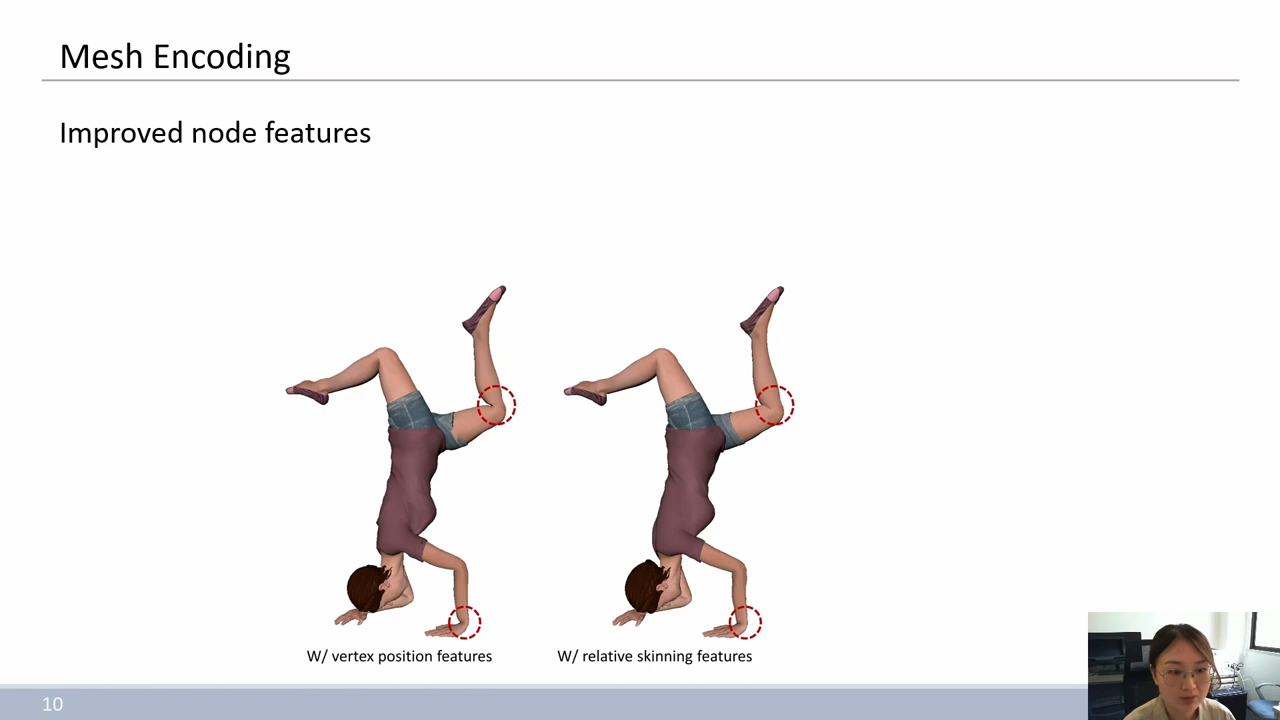 Mesh Encoding
Improved node features
W/ vertex position features
W/ relative skinning features
10